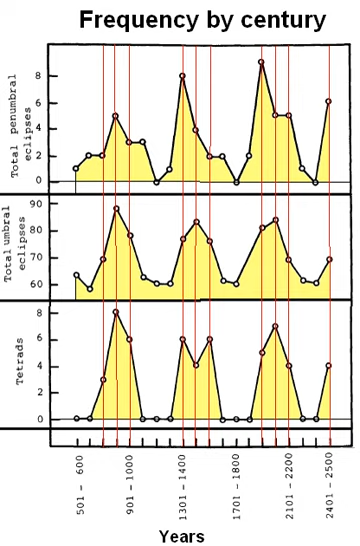 Frequency by century
Total penumbral
eclipses
8
6
4
2
0
Total umbral
eclipses
90
80
70
60
Tetrads
8
6
4
2
0
501 - 600
901 - 1000
1301 - 1400
1701 - 1800
2101 - 2200
2401 - 2500
Years